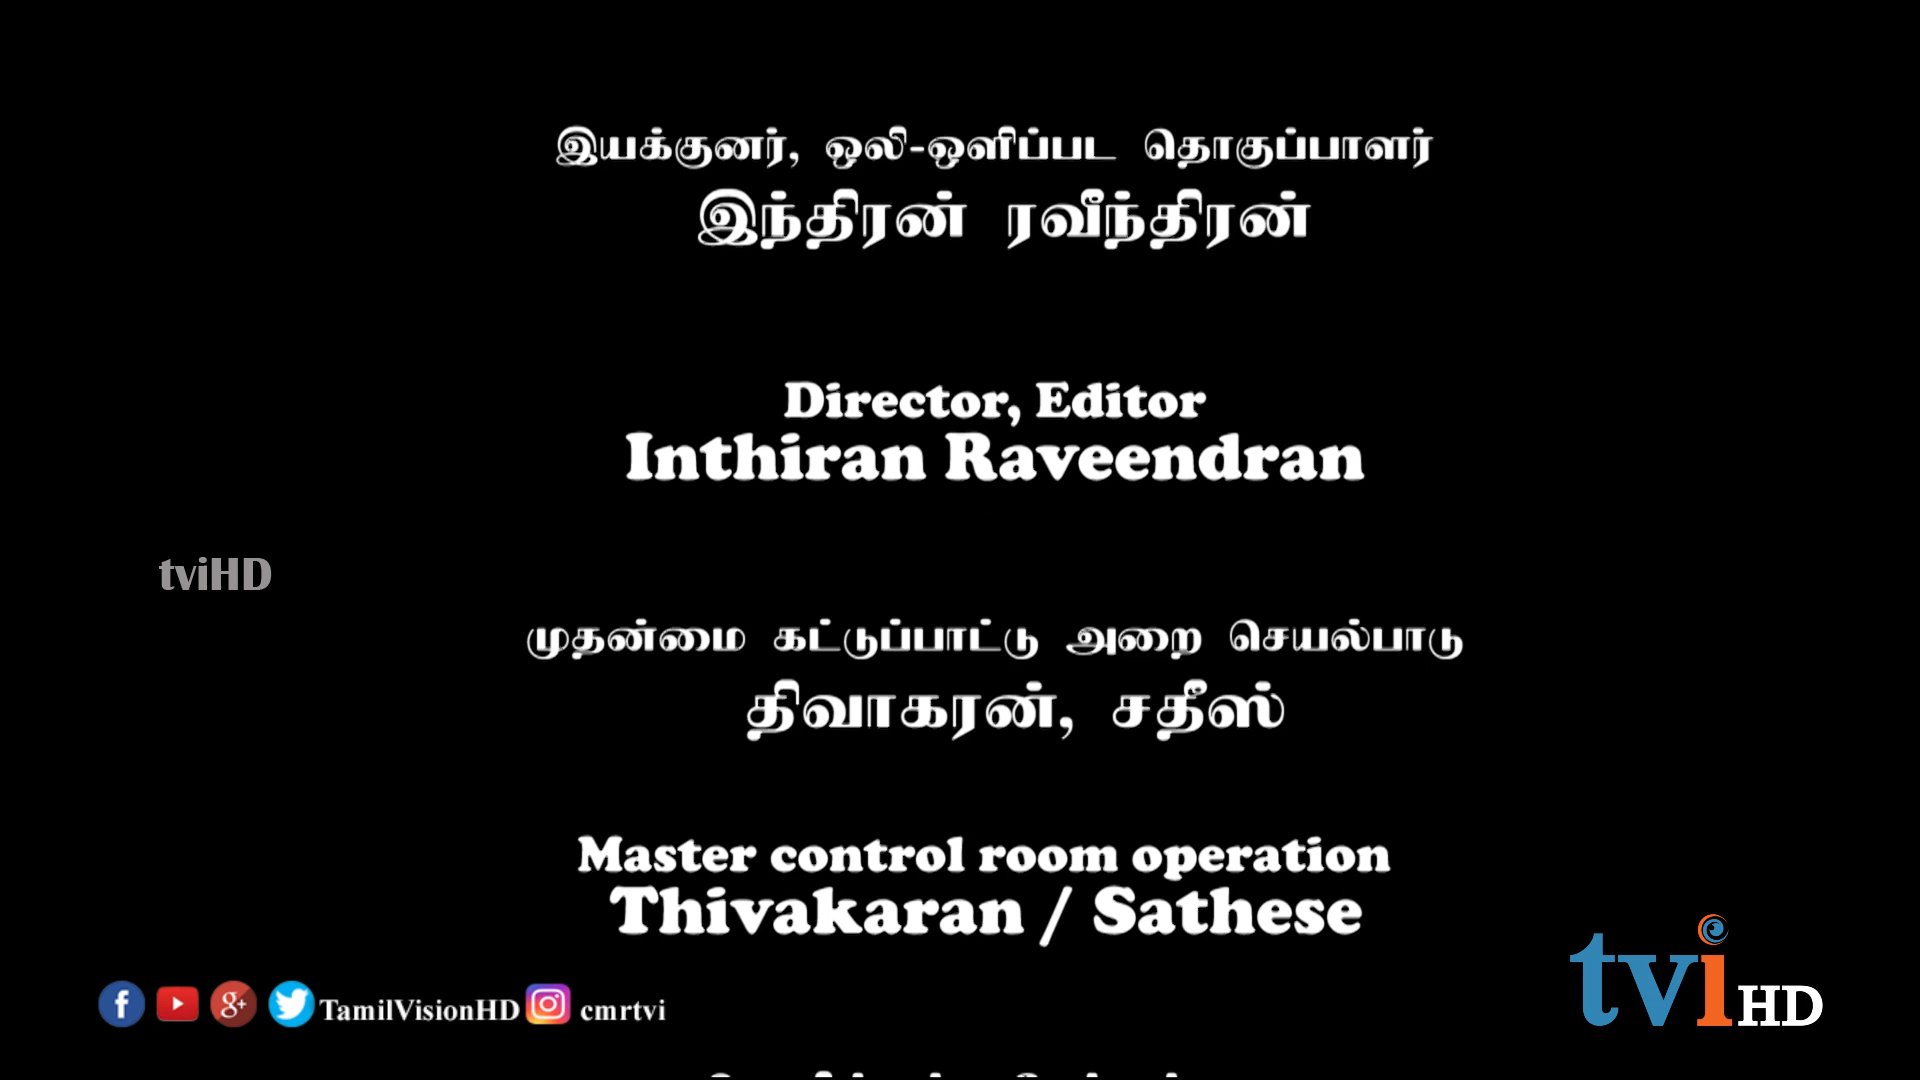 இயக்குனர், ஒலி-ஒளிப்பட தொகுப்பாளர்
இந்திரன் ரவீந்திரன்
Director, Editor
Inthiran Raveendran
tviHD
முதன்மை கட்டுப்பாட்டு அறை செயல்பாடு
திவாகரன், சதீஸ்
Master control room operation
Thivakaran / Sathese
TamilVisionHD cmrtvi
tvi HD